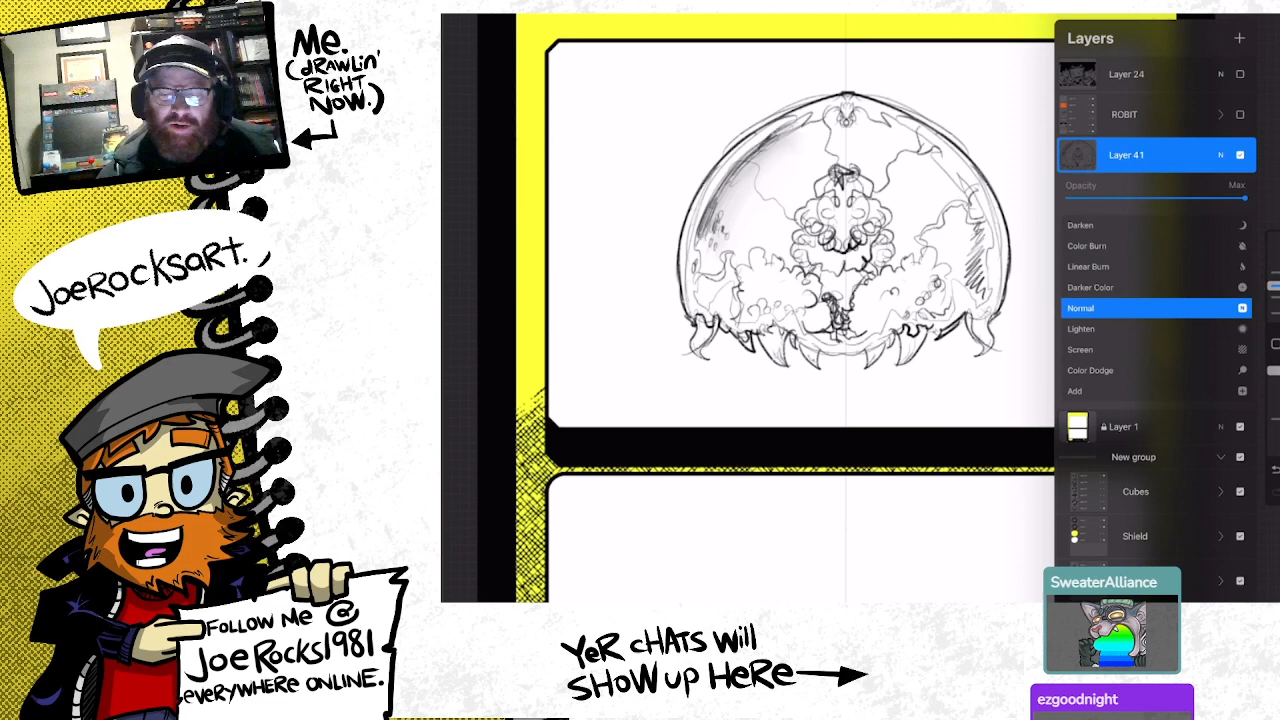 Me.
(dRAWLin'
RIGHT
NOW.)
JoeRocksart.
FOLLOW Me @
JoeRocks1981
everywhere online.
YeR cHATS Will
SHOW up HeRe
Layers
Layer 24
N
ROBIT
Layer 41
N
Opacity
Max
Darken
Color Burn
Linear Burn
Darker Color
Normal
N
Lighten
Screen
Color Dodge
Add
Layer 1
N
New group
Cubes
Shield
SweaterAlliance
ezgoodnight